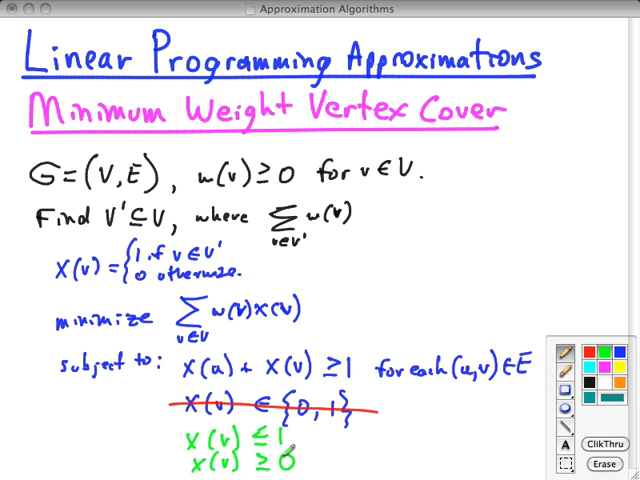 Approximation Algorithms
Linear Programming Approximations
Minimum Weight Vertex Cover
G=(V,E), w(v)≥0 for v∈V.
Find V'⊆V, where ∑ w(v)
v∈V'
x(v) = { 1 if v∈V'
0 otherwise.
minimize ∑ w(v)x(v)
v∈V
subject to: x(u) + x(v) ≥1 for each (u,v)∈E
x(v) ∈ {0,1}
x(v) ≤ 1
x(v) ≥ 0
A
ClikThru
Erase